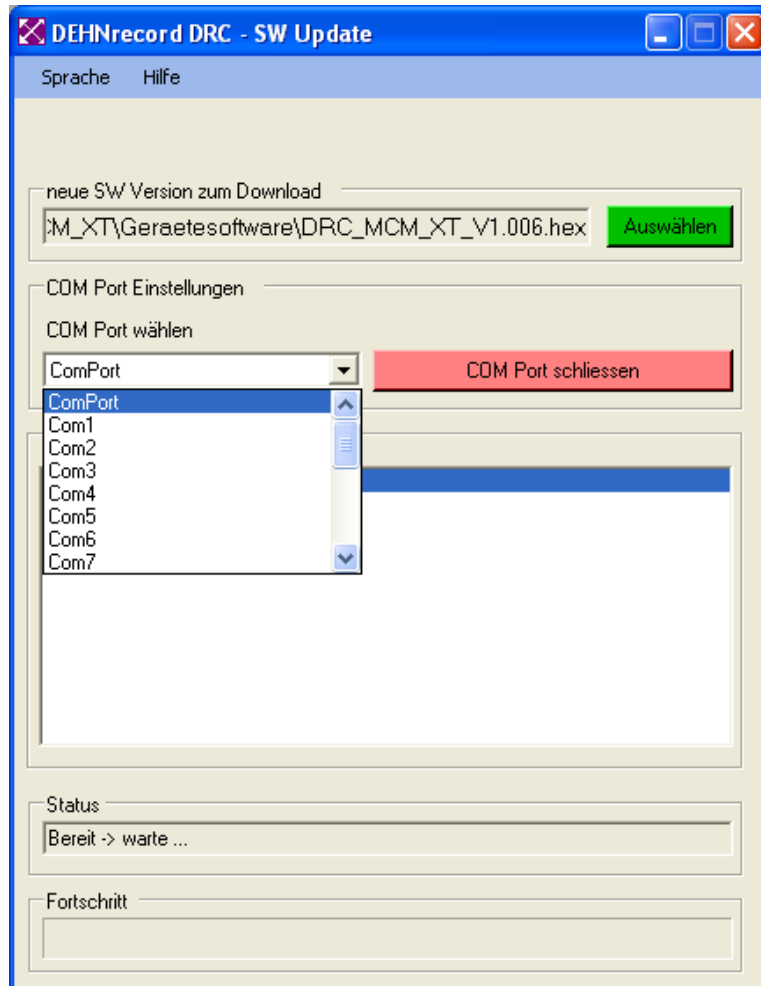 DEHNrecord DRC - SW Update
Sprache Hilfe
neue SW Version zum Download
:M_XT\Geraetesoftware\DRC_MCM_XT_V1.006.hex Auswählen
COM Port Einstellungen
COM Port wählen
ComPort COM Port schliessen
ComPort
Com1
Com2
Com3
Com4
Com5
Com6
Com7
Status
Bereit -> warte ...
Fortschritt